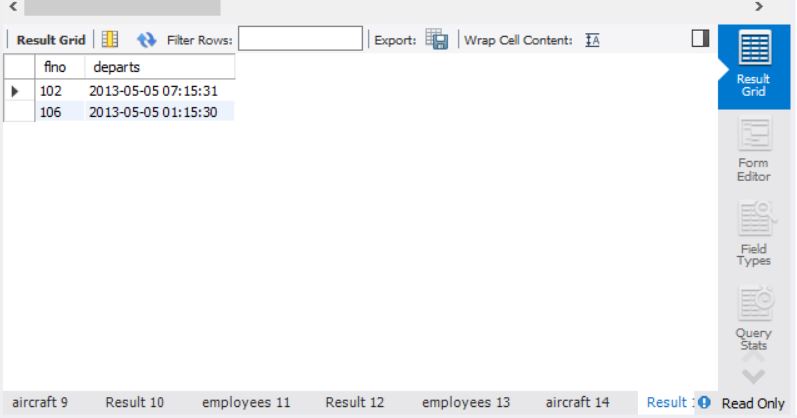 Result Grid Filter Rows: Export: Wrap Cell Content: IA
flno departs
102 2013-05-05 07:15:31
106 2013-05-05 01:15:30
Result
Grid
Form
Editor
Field
Types
Query
Stats
aircraft 9 Result 10 employees 11 Result 12 employees 13 aircraft 14 Result Read Only